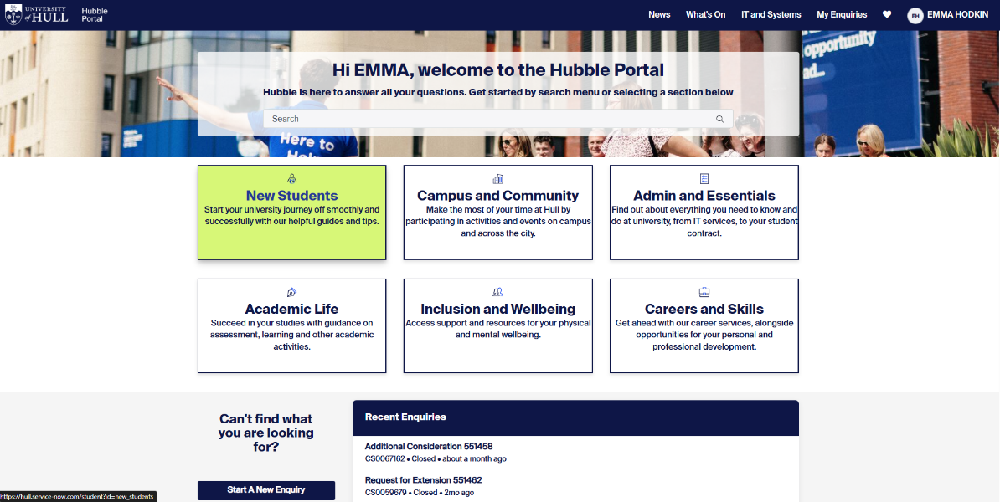 UNIVERSITY
of HULL
Hubble
Portal
News
What's On
IT and Systems
My Enquiries
EH
EMMA HODKIN
opportunity
Hi EMMA, welcome to the Hubble Portal
Hubble is here to answer all your questions. Get started by search menu or selecting a section below
Search
Here to
Help
New Students
Start your university journey off smoothly and
successfully with our helpful guides and tips.
Campus and Community
Make the most of your time at Hull by
participating in activities and events on campus
and across the city.
Admin and Essentials
Find out about everything you need to know and
do at university, from IT services, to your student
contract.
Academic Life
Succeed in your studies with guidance on
assessment, learning and other academic
activities.
Inclusion and Wellbeing
Access support and resources for your physical
and mental wellbeing.
Careers and Skills
Get ahead with our career services, alongside
opportunities for your personal and
professional development.
Can't find what
you are looking
for?
Start A New Enquiry
Recent Enquiries
Additional Consideration 551458
CS0067162 • Closed • about a month ago
Request for Extension 551462
CS0059679 • Closed • 2mo ago
https://hull.service-now.com/student?id=new_students